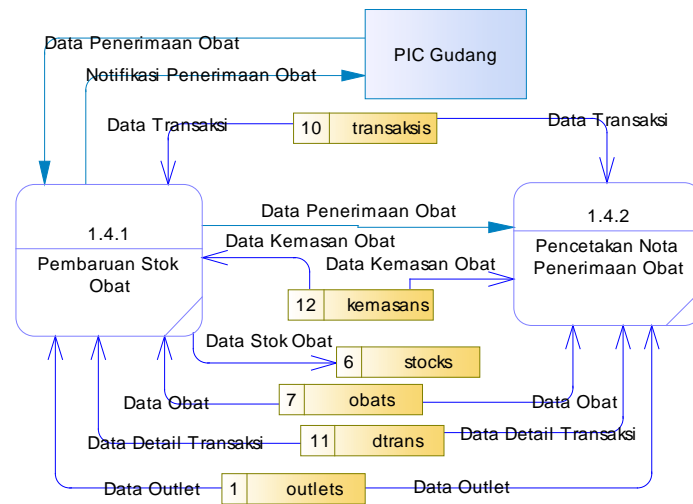 Data Penerimaan Obat
PIC Gudang
Notifikasi Penerimaan Obat
Data Transaksi
10 transaksis
Data Transaksi
1.4.1
Pembaruan Stok
Obat
Data Penerimaan Obat
1.4.2
Pencetakan Nota
Penerimaan Obat
Data Kemasan Obat
Data Kemasan Obat
12 kemasans
Data Stok Obat
6 stocks
Data Obat
7 obats
Data Obat
Data Detail Transaksi
11 dtrans
Data Detail Transaksi
Data Outlet
1 outlets
Data Outlet